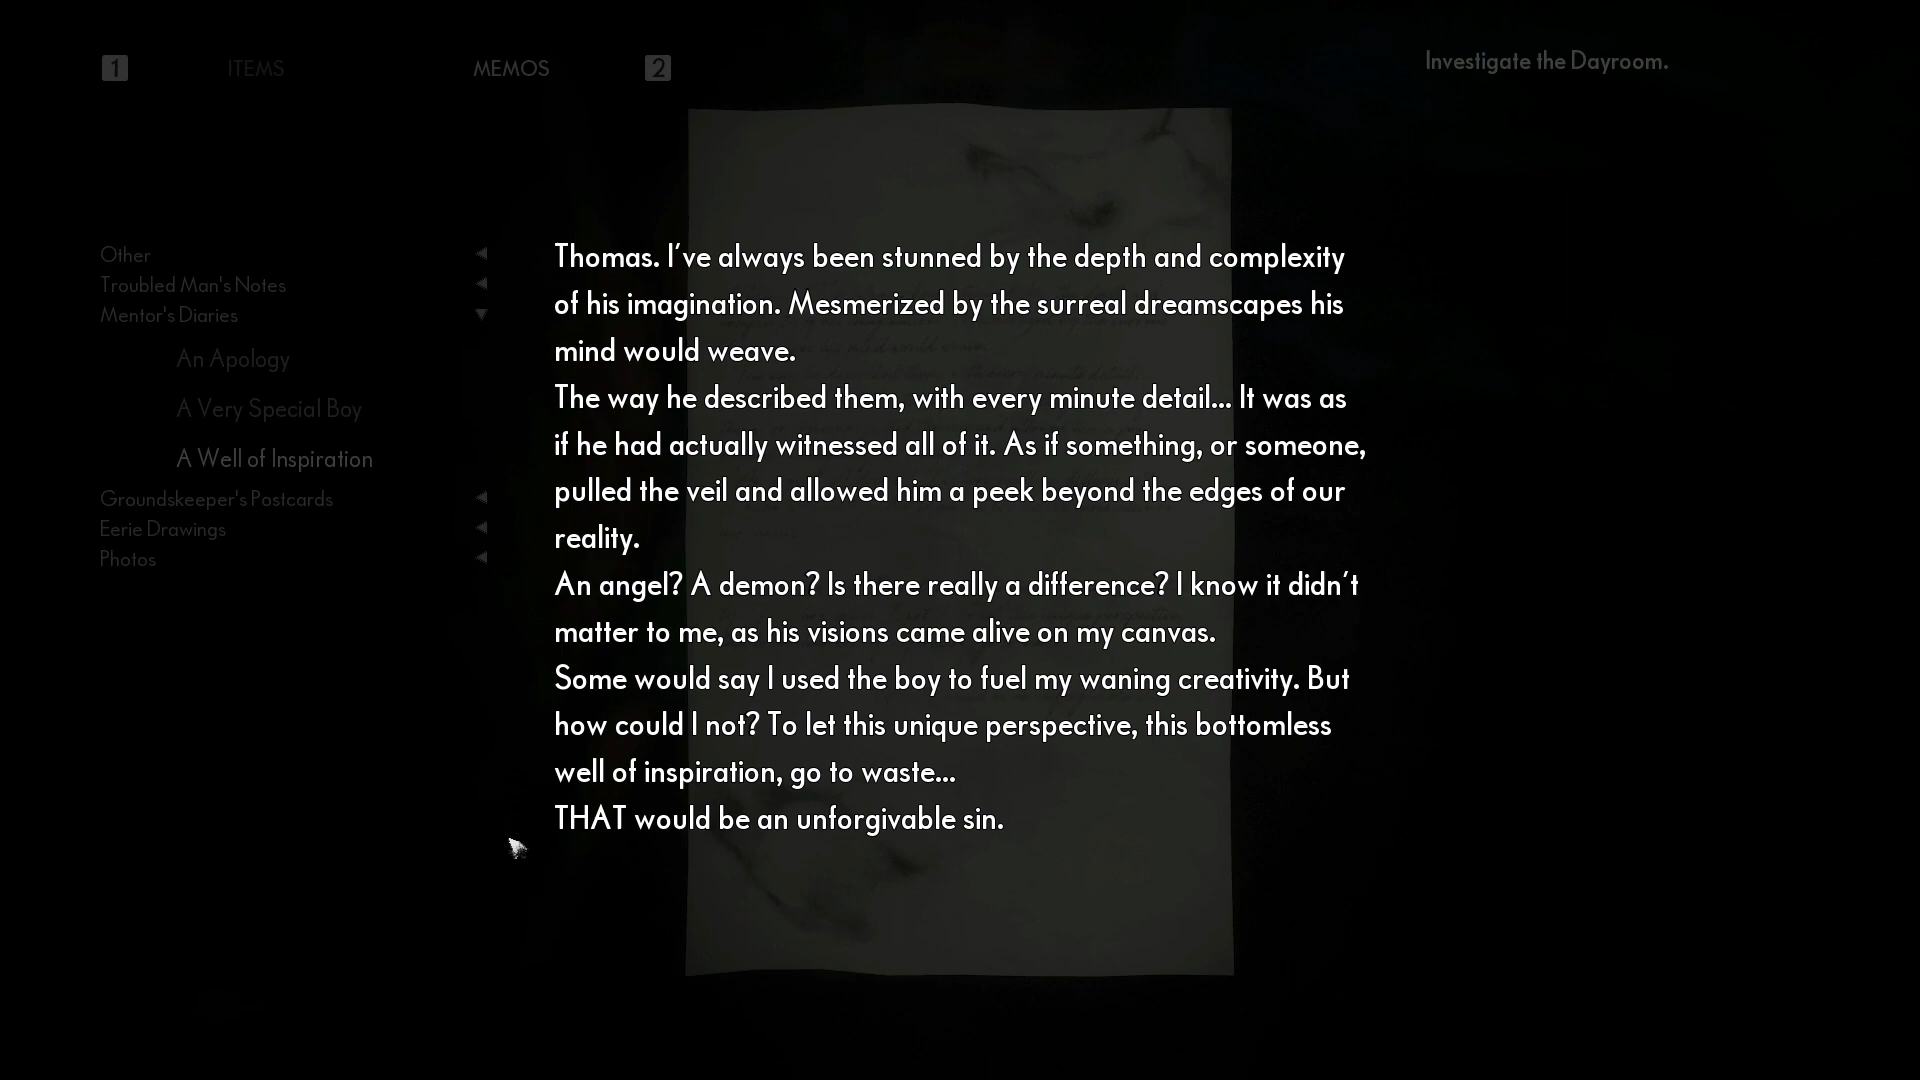 1 ITEMS MEMOS 2
Investigate the Dayroom.
Other
Troubled Man's Notes
Mentor's Diaries
An Apology
A Very Special Boy
A Well of Inspiration
Groundskeeper's Postcards
Eerie Drawings
Photos
Thomas. I've always been stunned by the depth and complexity
of his imagination. Mesmerized by the surreal dreamscapes his
mind would weave.
The way he described them, with every minute detail... It was as
if he had actually witnessed all of it. As if something, or someone,
pulled the veil and allowed him a peek beyond the edges of our
reality.
An angel? A demon? Is there really a difference? I know it didn't
matter to me, as his visions came alive on my canvas.
Some would say I used the boy to fuel my waning creativity. But
how could I not? To let this unique perspective, this bottomless
well of inspiration, go to waste...
THAT would be an unforgivable sin.